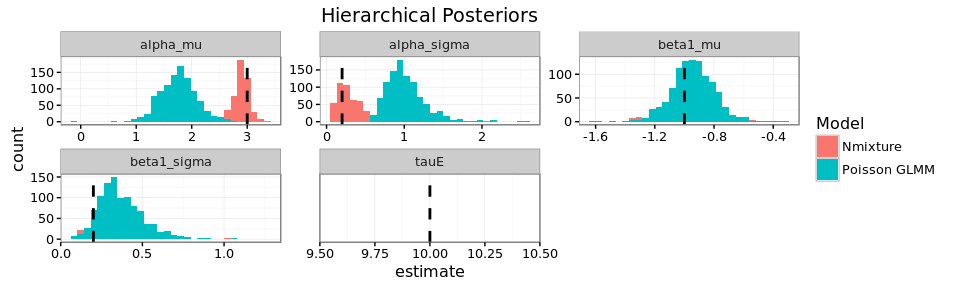 Hierarchical Posteriors
alpha_mu alpha_sigma beta1_mu
150
100
50
0
0 1 2 3
150
100
50
0
0 1 2
100
50
0
-1.6 -1.2 -0.8 -0.4
beta1_sigma tauE
150
100
50
0
0.0 0.5 1.0
9.50 9.75 10.00 10.25 10.50
count
estimate
Model
Nmixture
Poisson GLMM